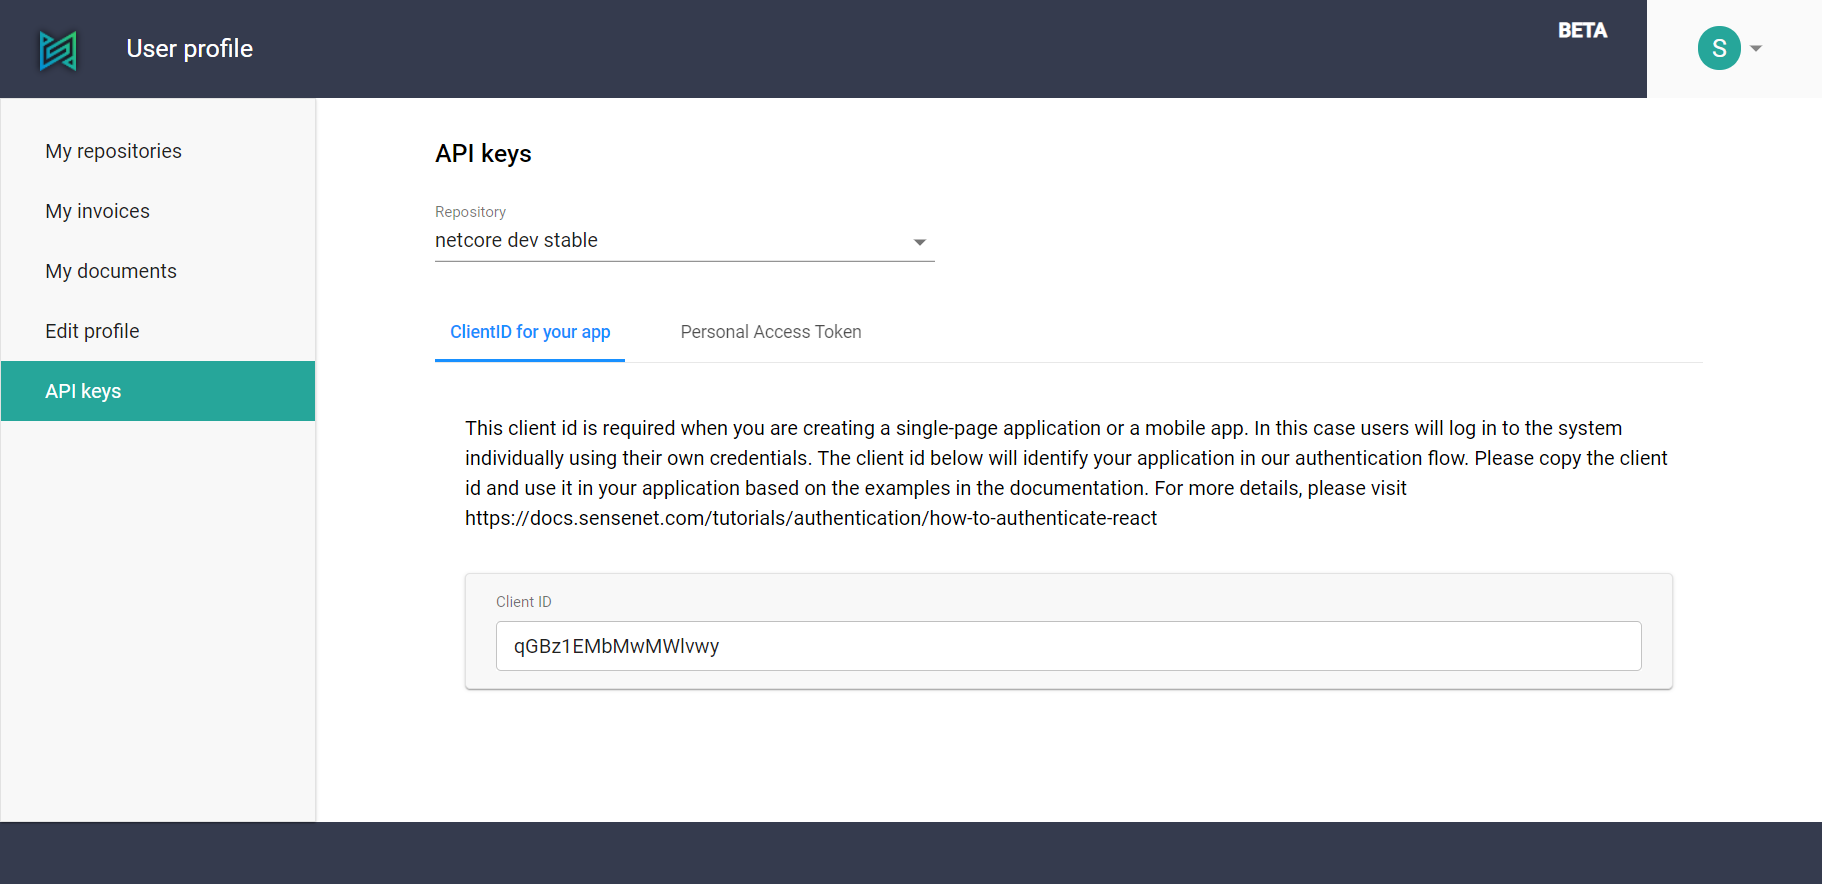 User profile
BETA
S
My repositories
My invoices
My documents
Edit profile
API keys
API keys
Repository
netcore dev stable
ClientID for your app
Personal Access Token
This client id is required when you are creating a single-page application or a mobile app. In this case users will log in to the system
individually using their own credentials. The client id below will identify your application in our authentication flow. Please copy the client
id and use it in your application based on the examples in the documentation. For more details, please visit
https://docs.sensenet.com/tutorials/authentication/how-to-authenticate-react
Client ID
qGBz1EMbMwMWlvwy